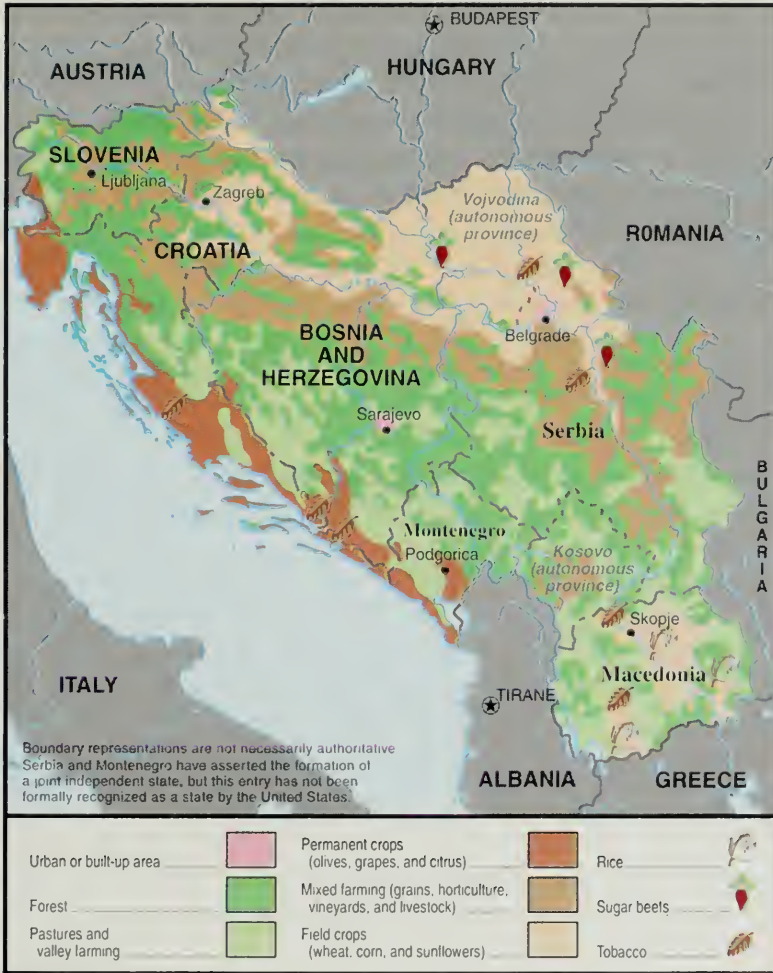 BUDAPEST
AUSTRIA
HUNGARY
SLOVENIA
Ljubljana
Zagreb
Vojvodina
(autonomous
province)
ROMANIA
CROATIA
BOSNIA
AND
HERZEGOVINA
Belgrade
Sarajevo
Serbia
BULGARIA
Montenegro
Podgorica
Kosovo
(autonomous
province)
Skopje
Macedonia
ITALY
TIRANE
ALBANIA
GREECE
Boundary representations are not necessarily authoritative
Serbia and Montenegro have asserted the formation of
a joint independent state, but this entry has not been
formally recognized as a state by the United States.
Urban or built-up area
Forest
Pastures and
valley farming
Permanent crops
(olives, grapes, and citrus)
Mixed farming (grains, horticulture,
vineyards, and livestock)
Field crops
(wheat, corn, and sunflowers)
Rice
Sugar beets
Tobacco